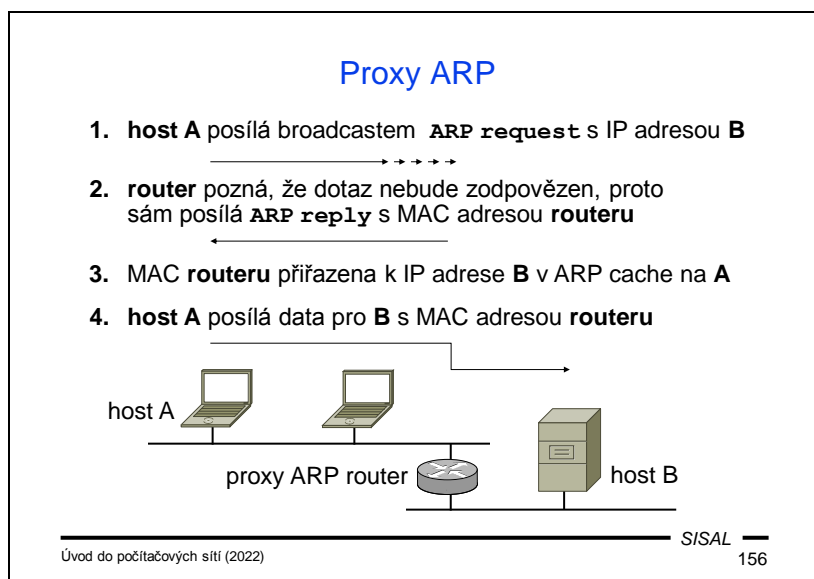 Proxy ARP
1. host A posílá broadcastem ARP request s IP adresou B
2. router pozná, že dotaz nebude zodpovězen, proto
sám posílá ARP reply s MAC adresou routeru
3. MAC routeru přiřazena k IP adrese B v ARP cache na A
4. host A posílá data pro B s MAC adresou routeru
host A
proxy ARP router
host B
SISAL
Úvod do počítačových sítí (2022)
156